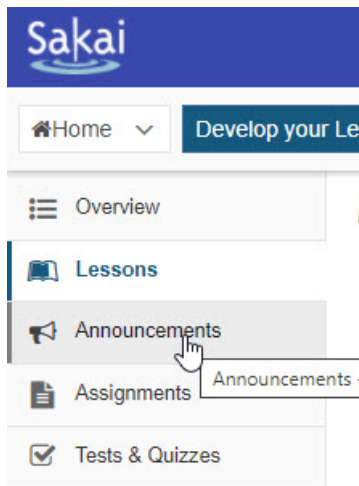 Sakai
Home Develop your Le
Overview
Lessons
Announcements
Announcements -
Assignments
Tests & Quizzes